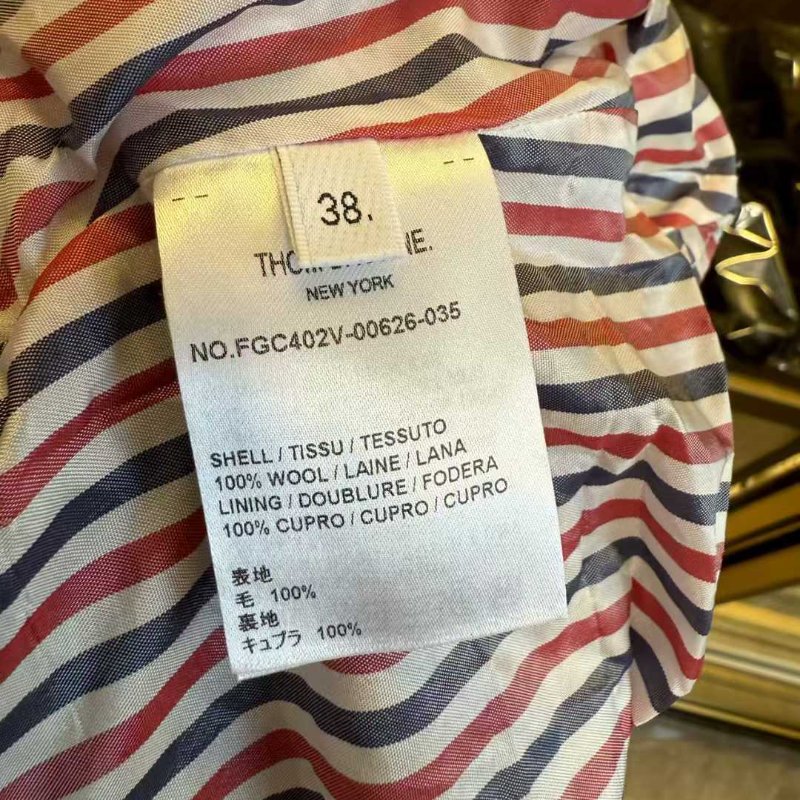 38.
NEW YORK
NO.FGC402V-00626-035
SHELL / TISSU / TESSUTO
100% WOOL / LAINE / LANA
LINING / DOUBLURE / FODERA
100% CUPRO / CUPRO / CUPRO
表地
毛 100%
裏地
キュプラ 100%